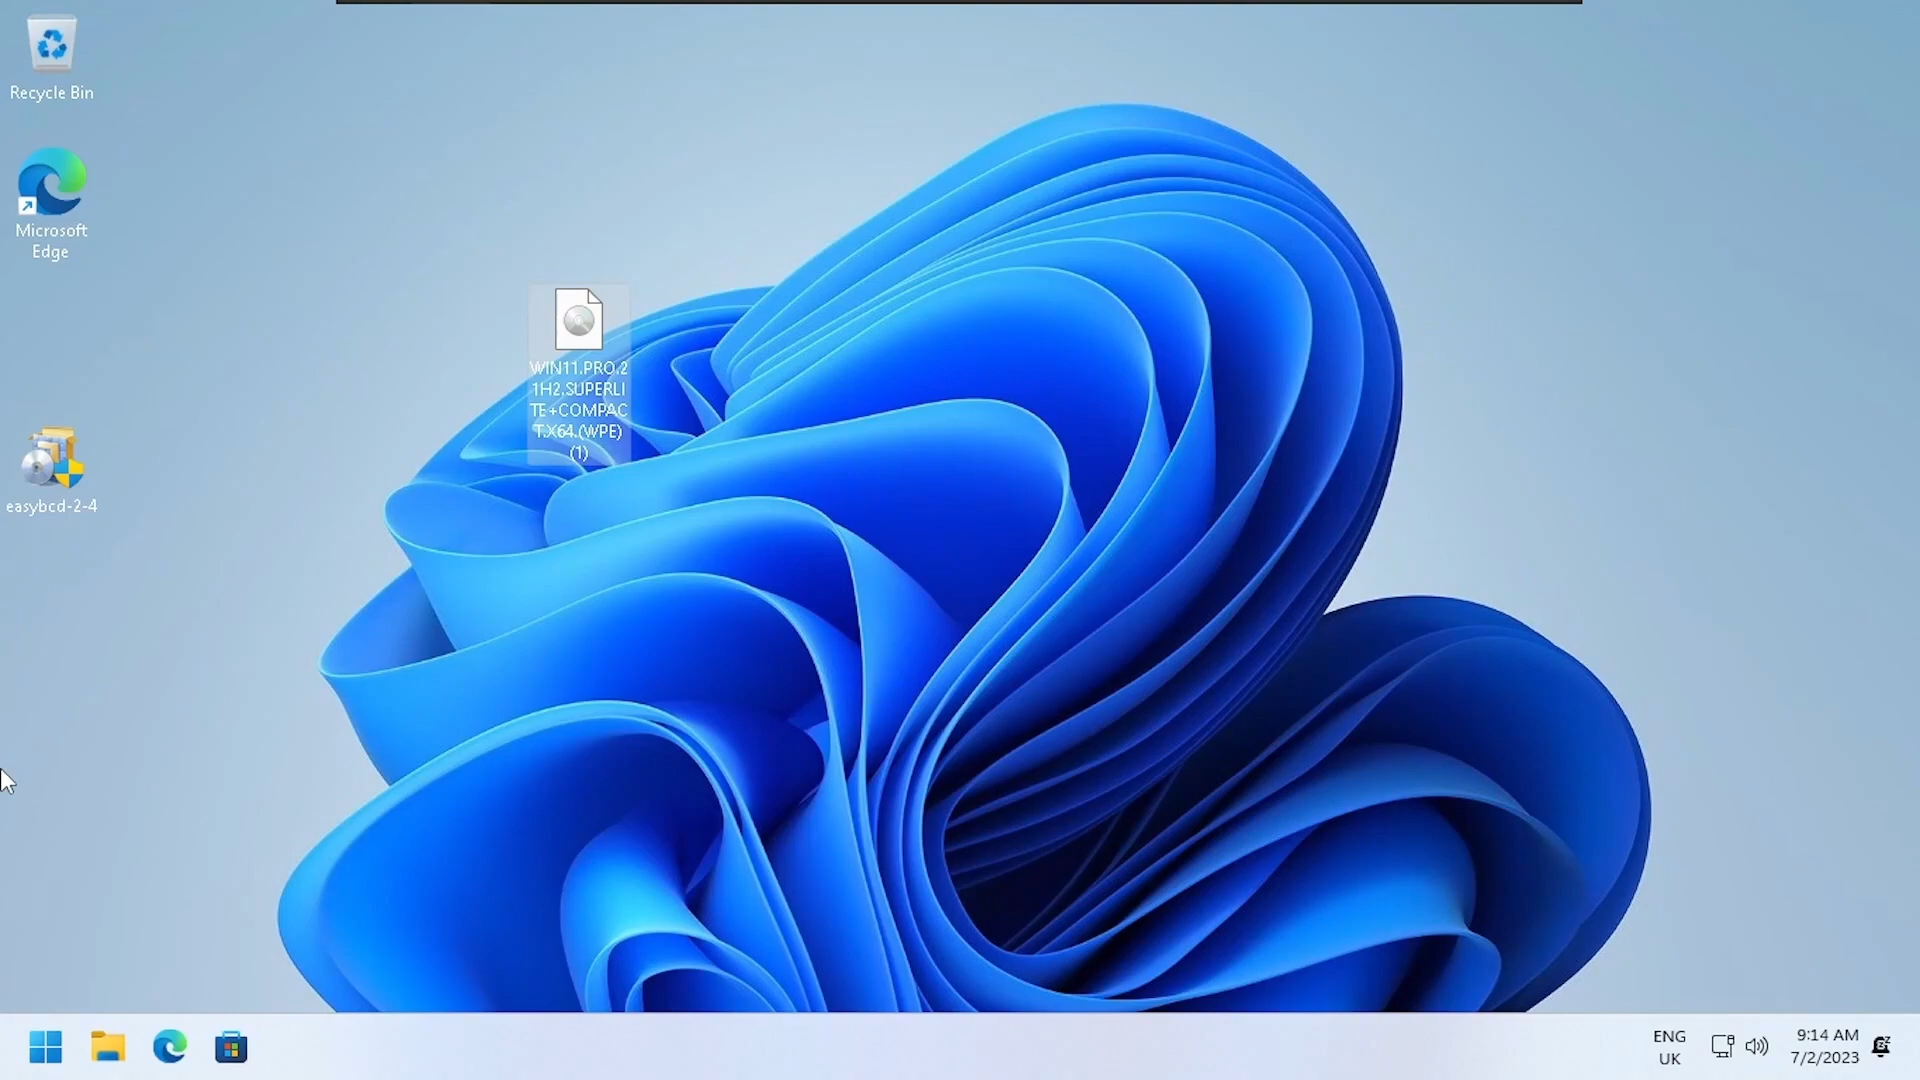 Recycle Bin
Microsoft
Edge
WIN11.PRO.2
1H2.SUPERLI
TE+COMPAC
T.X64.(WPE)
(1)
easybcd-2-4
ENG
UK
9:14 AM
7/2/2023